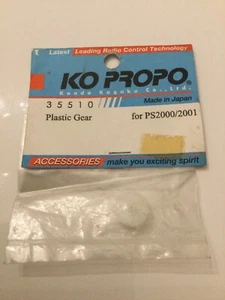 Latest Leading Radio Control Technology
KO PROPO
Kondo Kagaku Co., Ltd.
Made in Japan
35510
Plastic Gear for PS2000/2001
ACCESSORIES make you exciting spirit